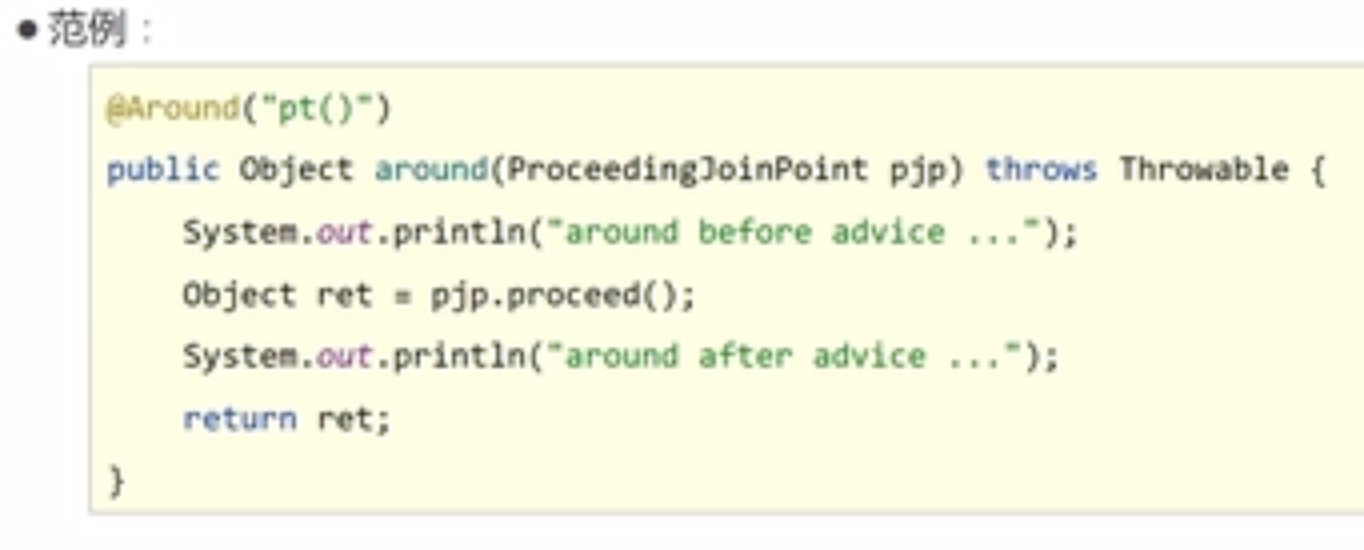 ● 范例：
@Around("pt()")
public Object around(ProceedingJoinPoint pjp) throws Throwable {
    System.out.println("around before advice ...");
    Object ret = pjp.proceed();
    System.out.println("around after advice ...");
    return ret;
}